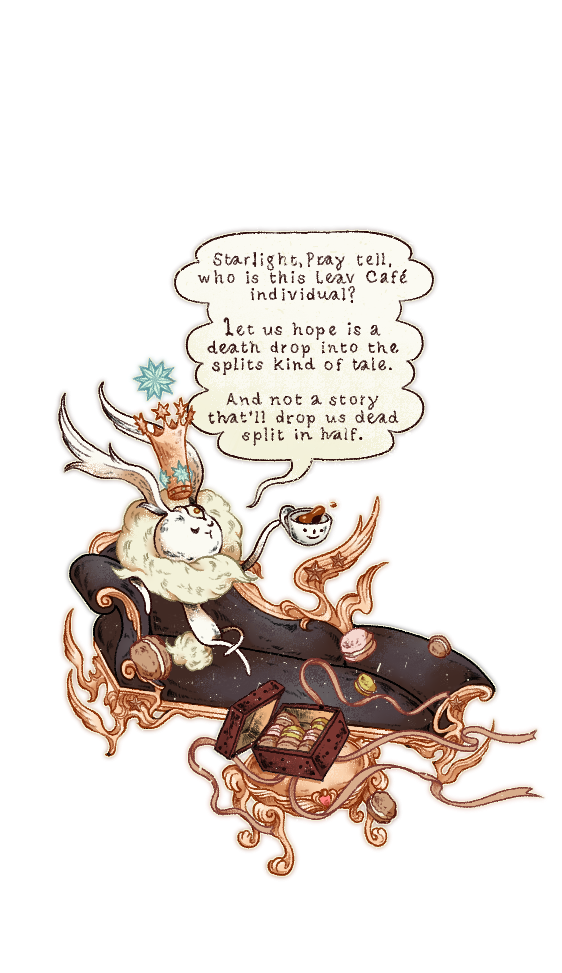 Starlight, Pray tell,
who is this Leav Café
individual?
Let us hope is a
death drop into the
splits kind of tale.
And not a story
that'll drop us dead
split in half.